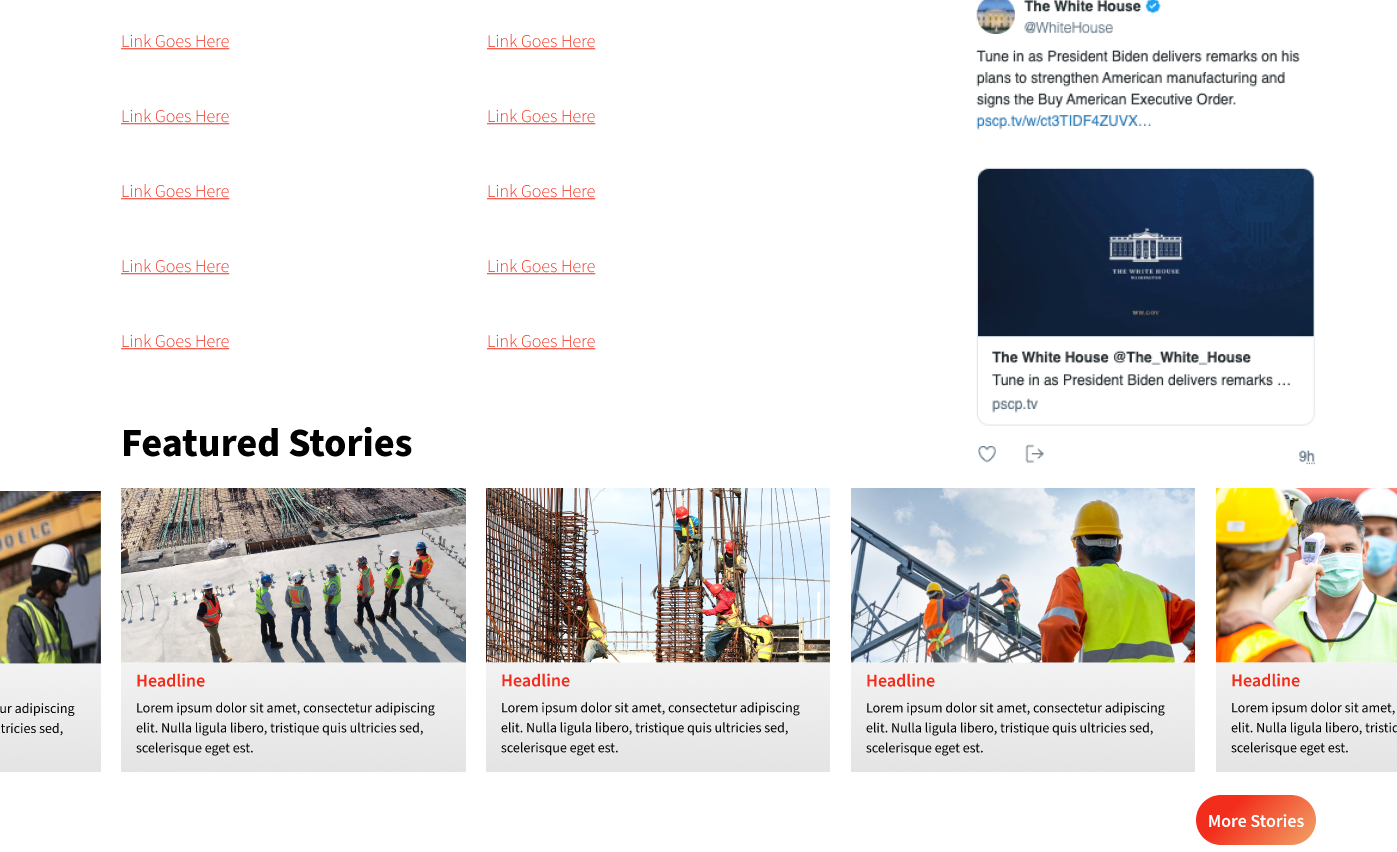 The White House
@WhiteHouse
Tune in as President Biden delivers remarks on his
plans to strengthen American manufacturing and
signs the Buy American Executive Order.
pscp.tv/w/ct3TIDF4ZUVX…
Link Goes Here
Link Goes Here
Link Goes Here
Link Goes Here
Link Goes Here
Link Goes Here
Link Goes Here
Link Goes Here
Link Goes Here
Link Goes Here
THE WHITE HOUSE
WASHINGTON
WH.GOV
The White House @The_White_House
Tune in as President Biden delivers remarks …
pscp.tv
9h
Featured Stories
ur adipiscing
tricies sed,
Headline
Lorem ipsum dolor sit amet, consectetur adipiscing
elit. Nulla ligula libero, tristique quis ultricies sed,
scelerisque eget est.
Headline
Lorem ipsum dolor sit amet, consectetur adipiscing
elit. Nulla ligula libero, tristique quis ultricies sed,
scelerisque eget est.
Headline
Lorem ipsum dolor sit amet, consectetur adipiscing
elit. Nulla ligula libero, tristique quis ultricies sed,
scelerisque eget est.
Headline
Lorem ipsum dolor sit amet,
elit. Nulla ligula libero, tristiq
scelerisque eget est.
More Stories